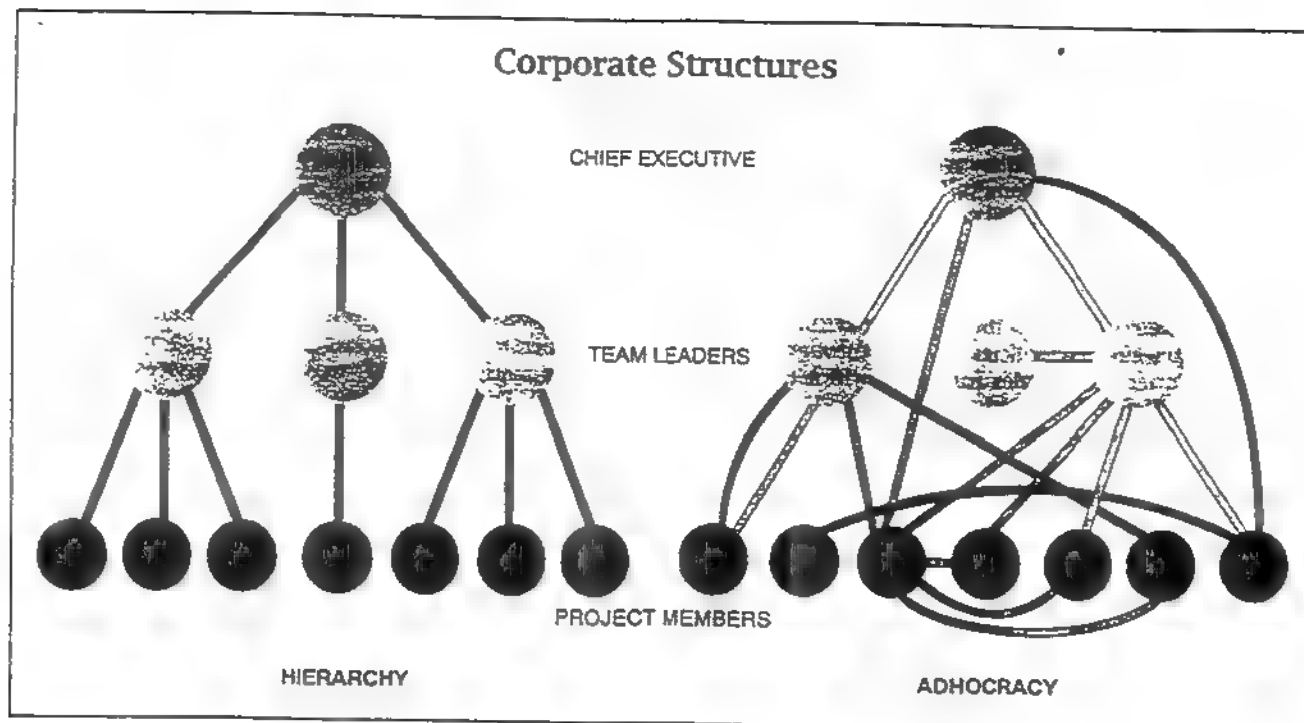 Corporate Structures
CHIEF EXECUTIVE
TEAM LEADERS
PROJECT MEMBERS
HIERARCHY
ADHOCRACY